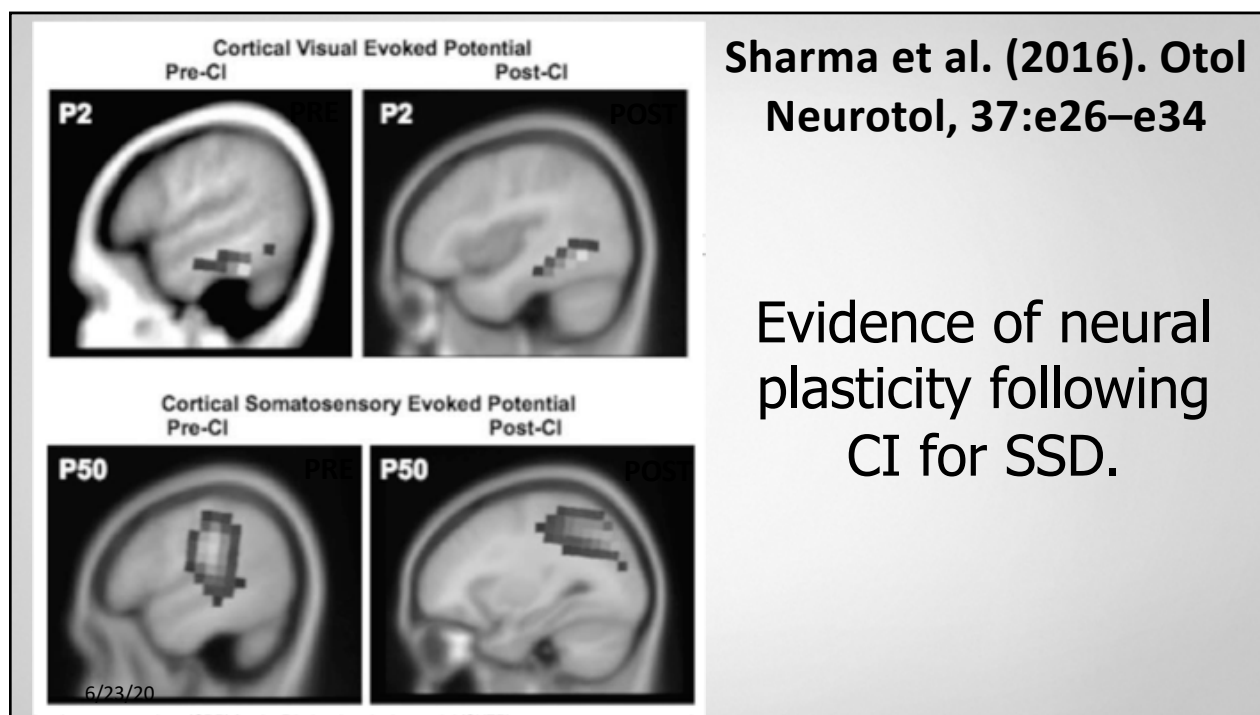 Cortical Visual Evoked Potential
Pre-CI Post-CI
P2 PRE P2 POST
Cortical Somatosensory Evoked Potential
Pre-CI Post-CI
P50 PRE P50 POST
6/23/20
Sharma et al. (2016). Otol
Neurotol, 37:e26–e34
Evidence of neural
plasticity following
CI for SSD.